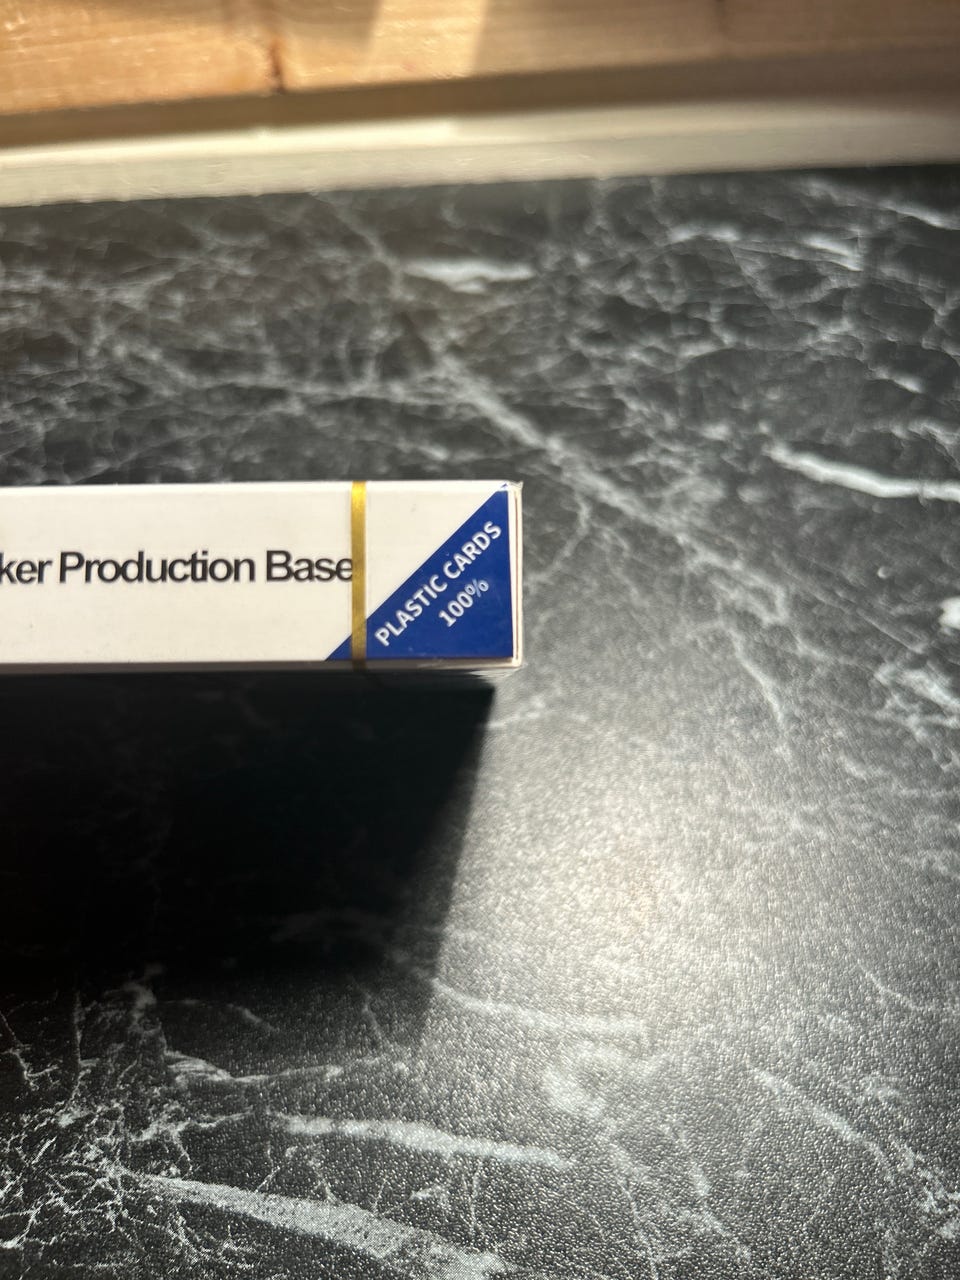 ker Production Base
PLASTIC CARDS
100%